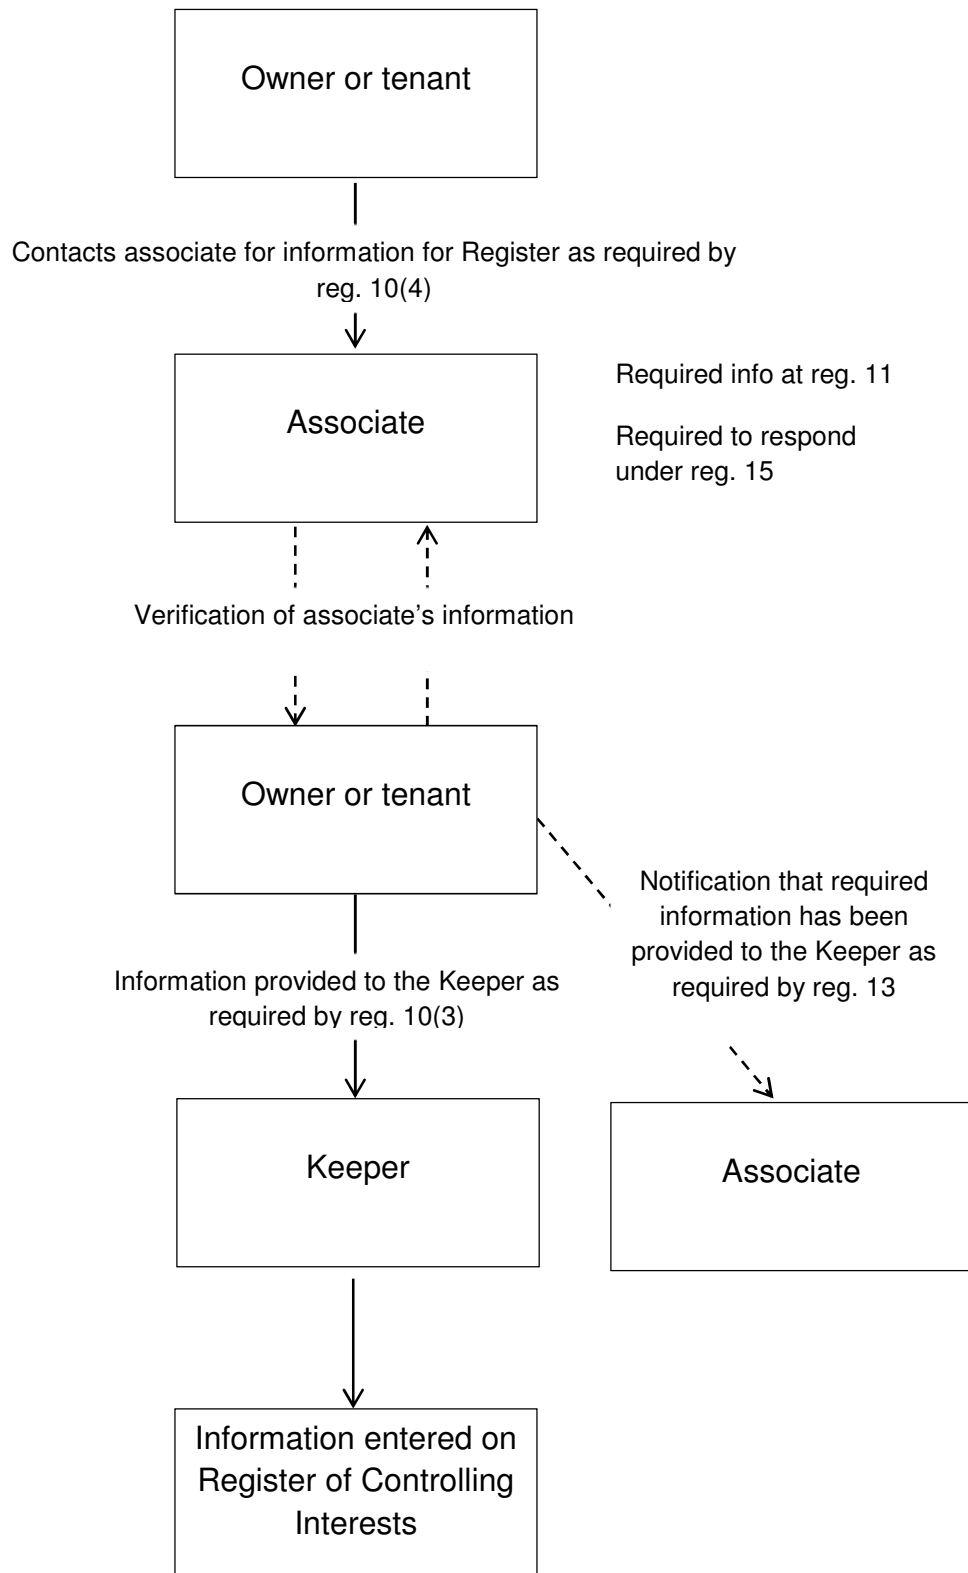 Owner or tenant
Contacts associate for information for Register as required by
reg. 10(4)
Associate
Required info at reg. 11
Required to respond
under reg. 15
Verification of associate’s information
Owner or tenant
Notification that required
information has been
provided to the Keeper as
required by reg. 13
Information provided to the Keeper as
required by reg. 10(3)
Keeper
Associate
Information entered on
Register of Controlling
Interests